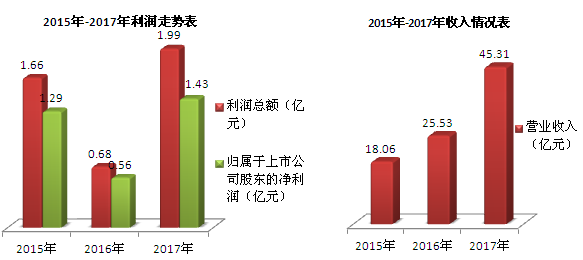 2015年-2017年利润走势表
1.99
1.66
1.43
1.29
0.68
0.56
利润总额（亿
元）
归属于上市公
司股东的净利
润（亿元）
2015年
2016年
2017年
2015年-2017年收入情况表
45.31
25.53
18.06
营业收入
（亿元）
2015年
2016年
2017年